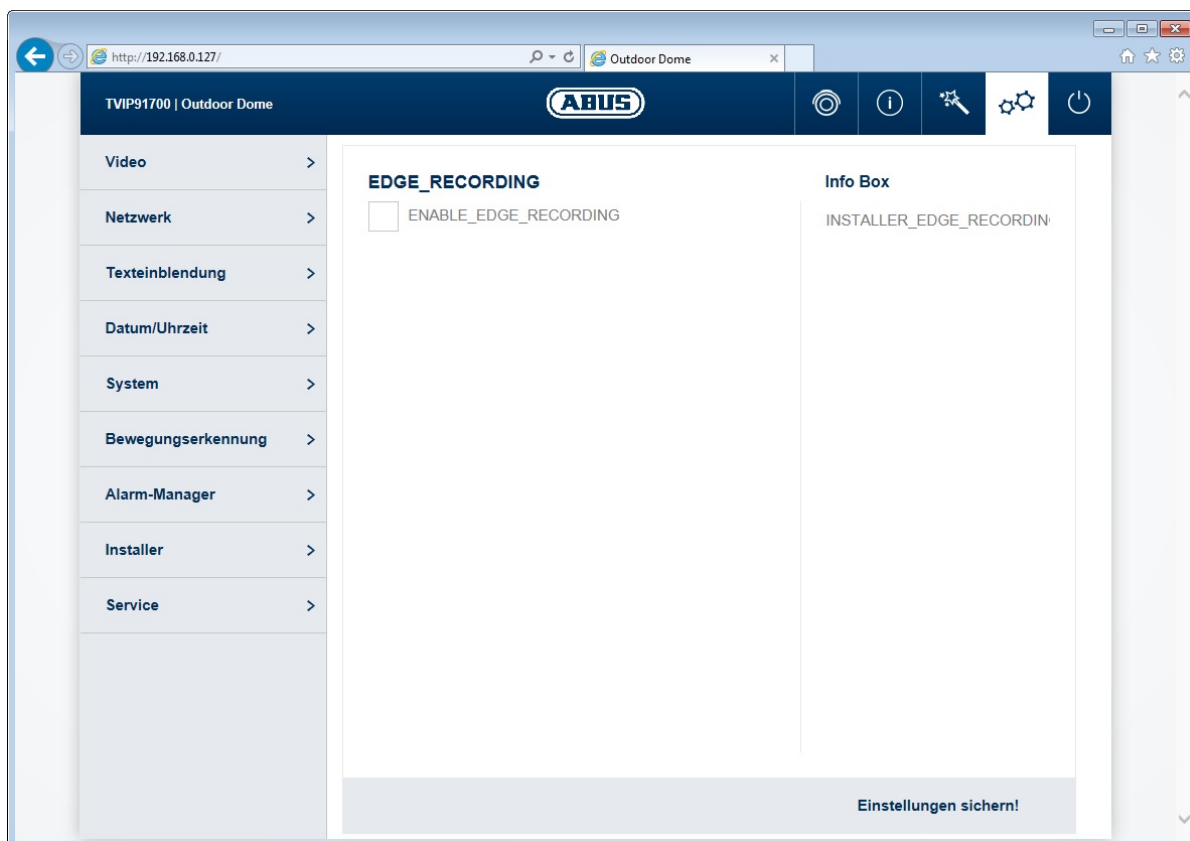 http://192.168.0.127/
Outdoor Dome
TVIP91700 | Outdoor Dome
ABUS
Video
Netzwerk
Texteinblendung
Datum/Uhrzeit
System
Bewegungserkennung
Alarm-Manager
Installer
Service
EDGE_RECORDING
ENABLE_EDGE_RECORDING
Info Box
INSTALLER_EDGE_RECORDIN
Einstellungen sichern!